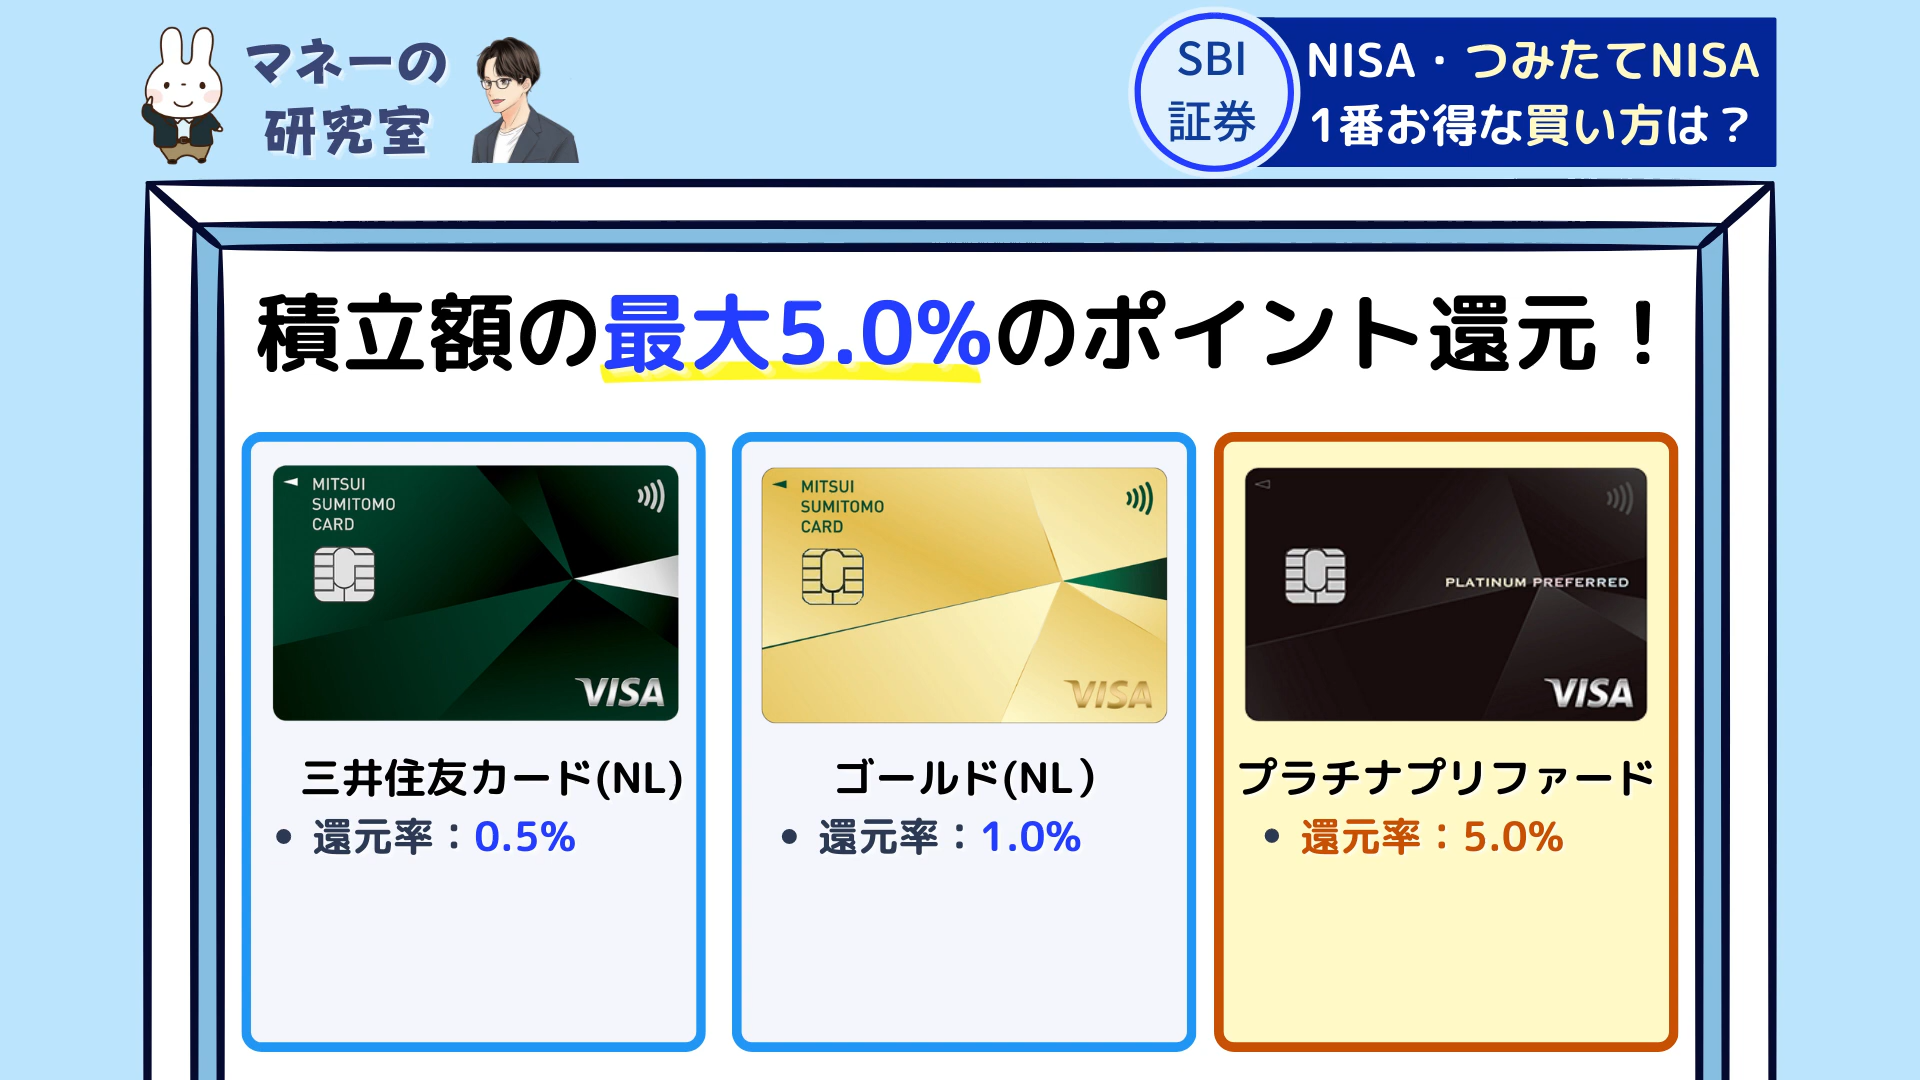 マネーの
研究室
SBI
証券
NISA・つみたてNISA
1番お得な買い方は？
積立額の最大5.0%のポイント還元！
MITSUI
SUMITOMO
CARD
VISA
三井住友カード(NL)
• 還元率：0.5%
MITSUI
SUMITOMO
CARD
VISA
ゴールド(NL）
• 還元率：1.0%
PLATINUM PREFERRED
VISA
プラチナプリファード
• 還元率：5.0%